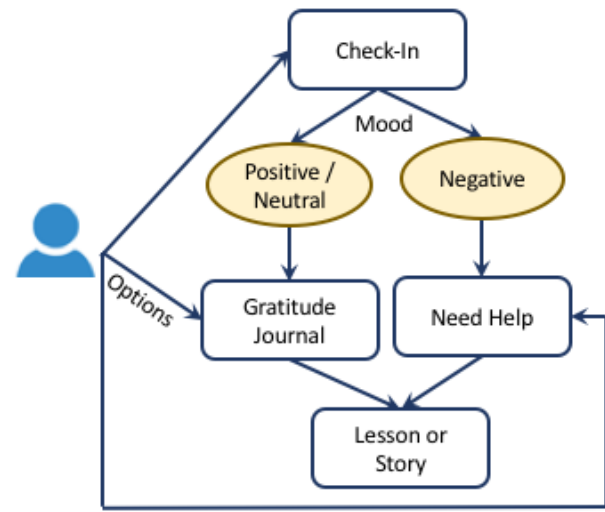 Check-In
Mood
Positive /
Neutral
Negative
Options
Gratitude
Journal
Need Help
Lesson or
Story